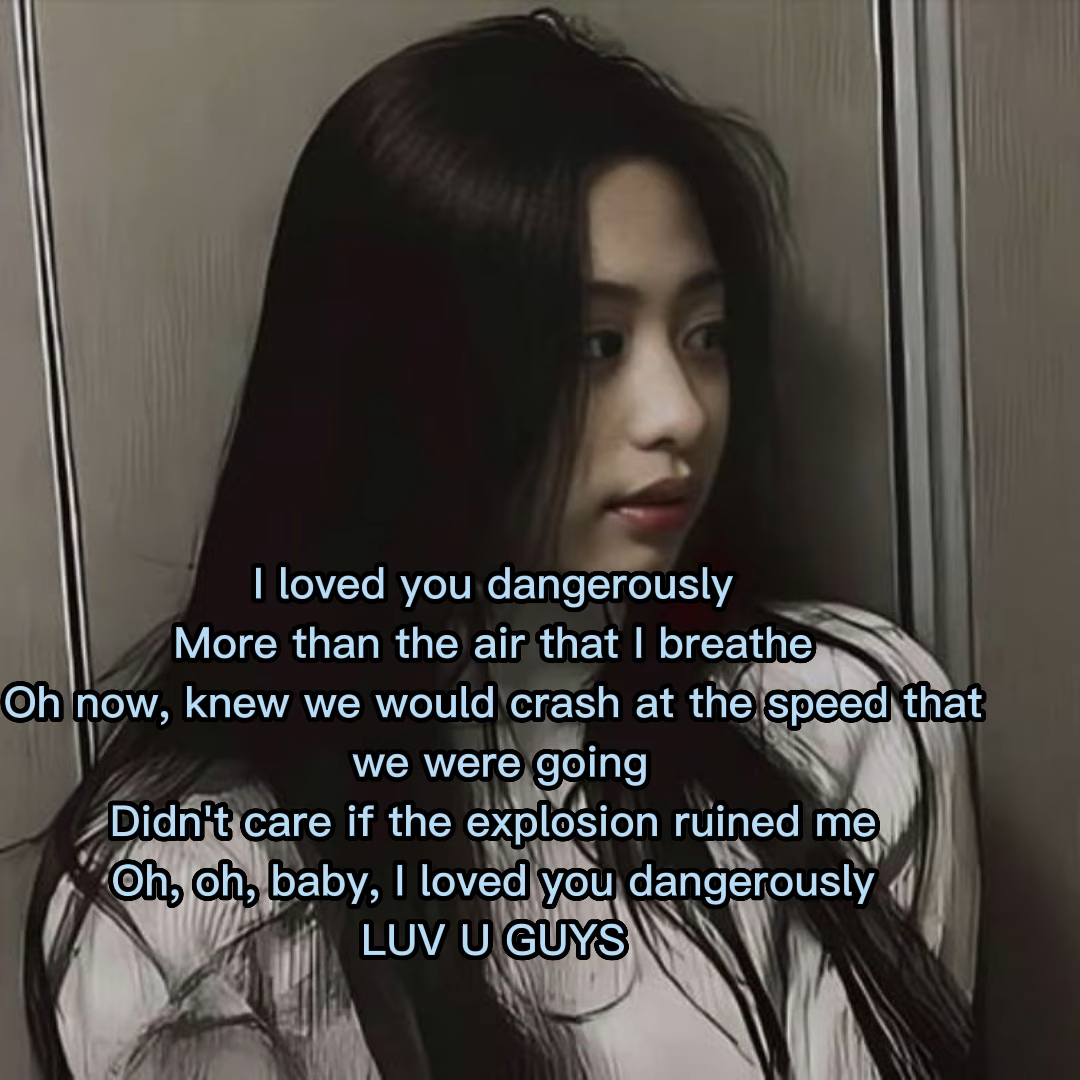 I loved you dangerously
More than the air that I breathe
Oh now, knew we would crash at the speed that
we were going
Didn't care if the explosion ruined me
Oh, oh, baby, I loved you dangerously
LUV U GUYS